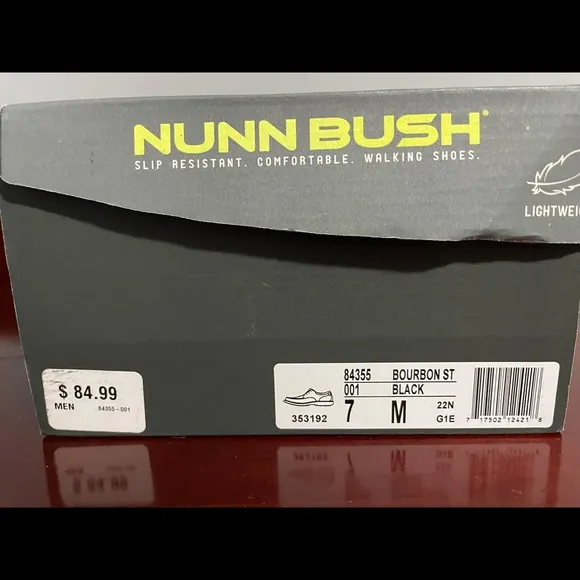 NUNN BUSH®
SLIP RESISTANT. COMFORTABLE. WALKING SHOES.
$ 84.99
MEN 84355-001
84355 BOURBON ST
001 BLACK
353192 7 M 22N
G1E
7 17502 12421 8